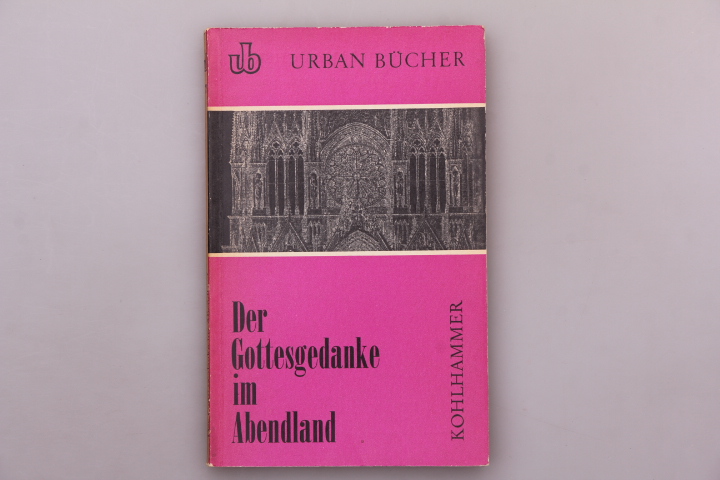 ub URBAN BÜCHER
Der
Gottesgedanke
im
Abendland
KOHLHAMMER